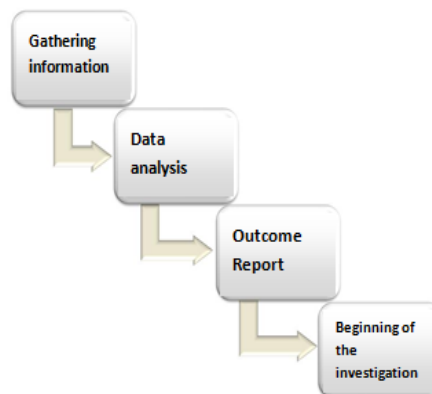 Gathering
information
Data
analysis
Outcome
Report
Beginning of
the
investigation